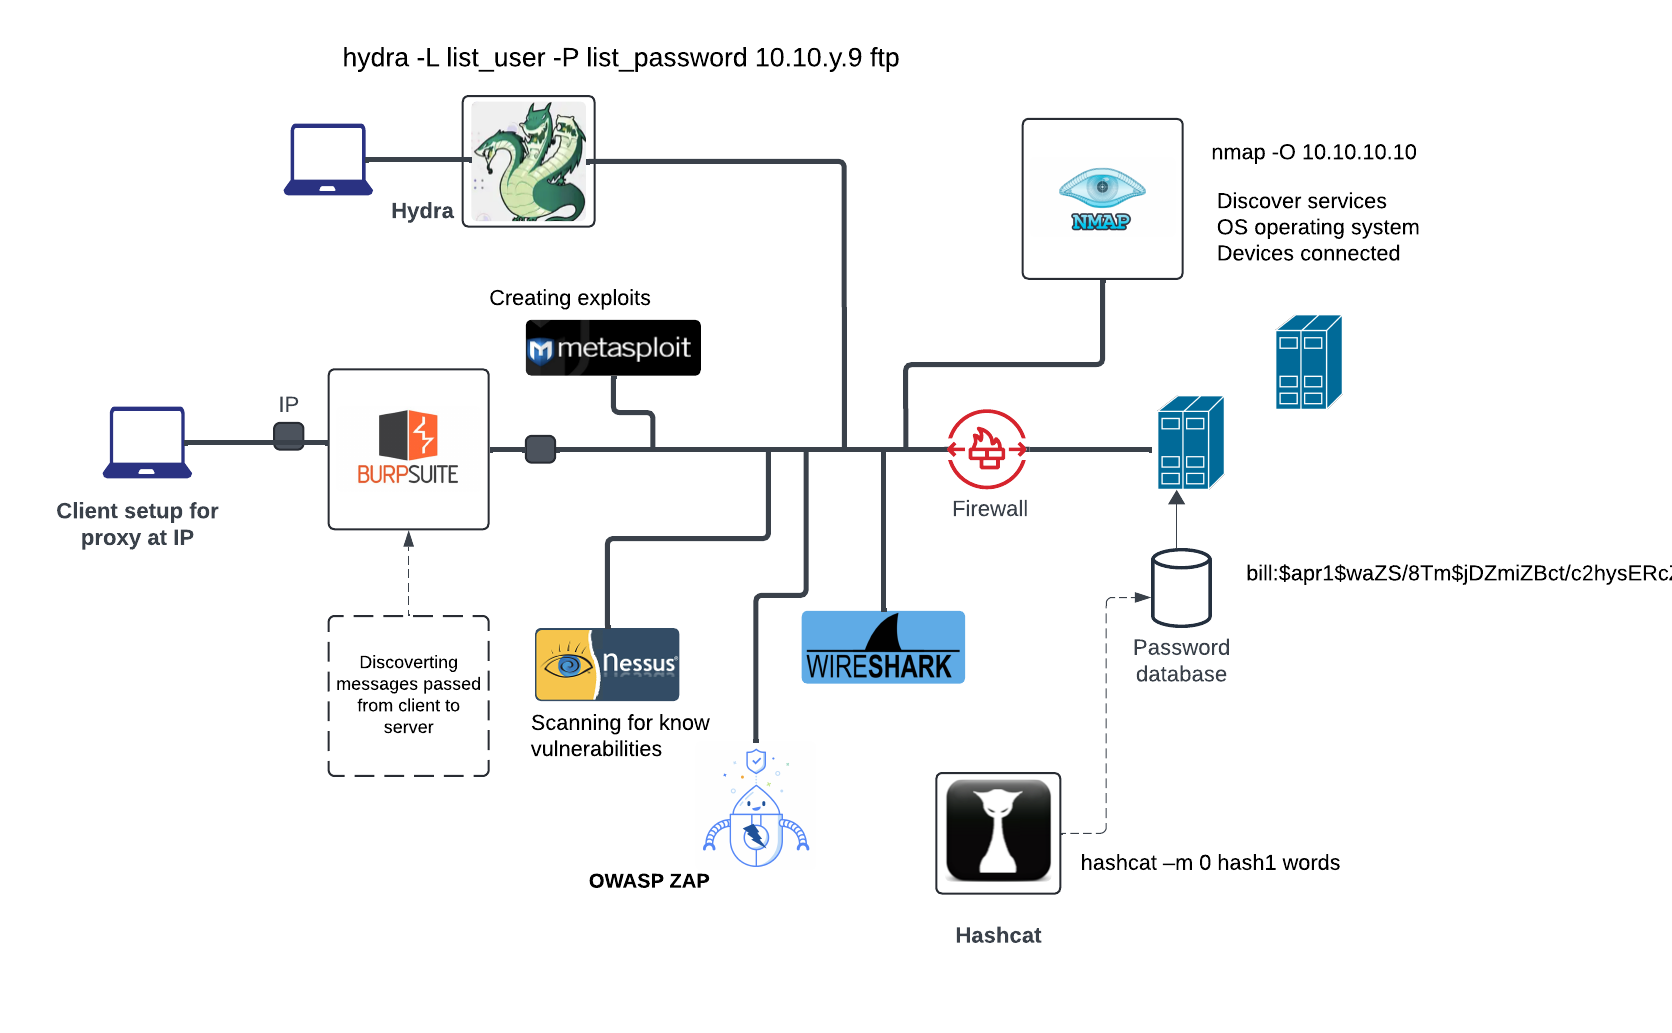 hydra -L list_user -P list_password 10.10.y.9 ftp
Hydra
NMAP
nmap -O 10.10.10.10
Discover services
OS operating system
Devices connected
Creating exploits
metasploit
IP
BURPSUITE
Client setup for
proxy at IP
Firewall
bill:$apr1$waZS/8Tm$jDZmiZBct/c2hysERcZ
Password
database
Discoverting
messages passed
from client to
server
Nessus
Scanning for know
vulnerabilities
WIRESHARK
OWASP ZAP
hashcat –m 0 hash1 words
Hashcat